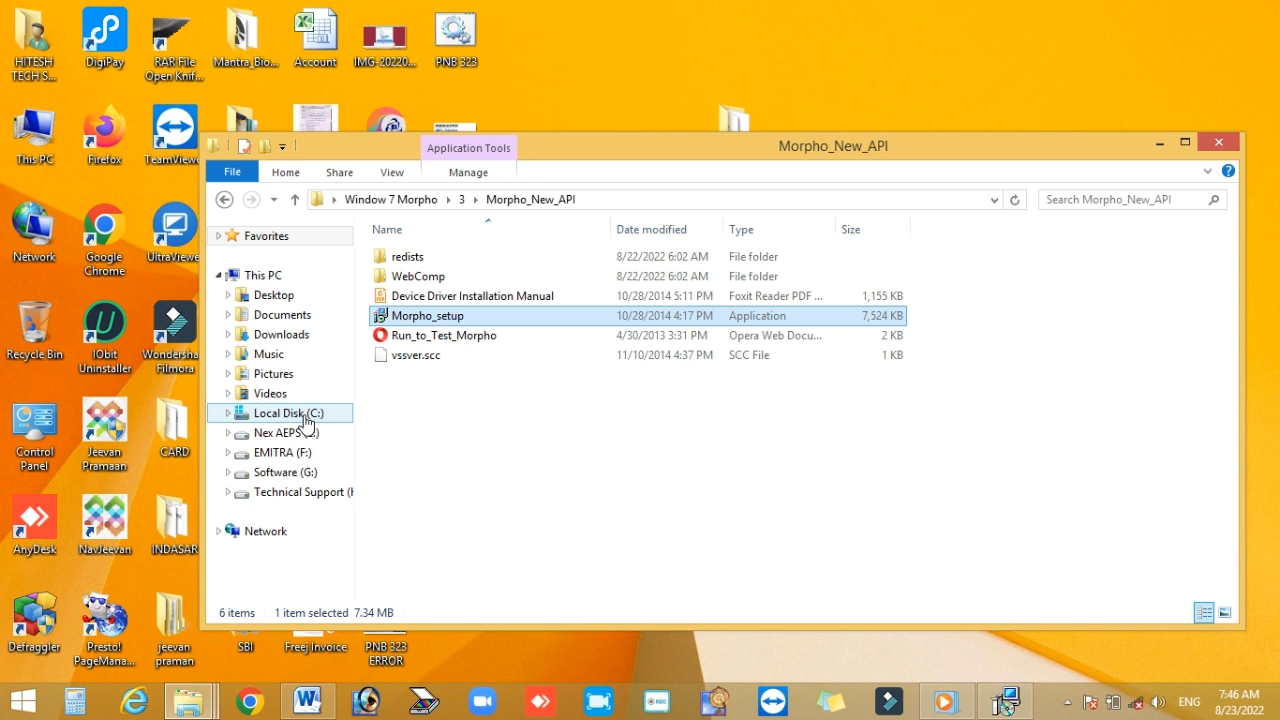 HITESH
TECH S...
DigiPay
RAR File
Open Knif...
Mantra_Bio...
Account
IMG-20220...
PNB 323
This PC
Firefox
TeamViewe
Network
Google
Chrome
UltraViewe
Recycle Bin
IObit
Uninstaller
Wondersha
Filmora
Control
Panel
Jeevan
Pramaan
CARD
AnyDesk
NavJeevan
INDASAR
Defraggler
Presto!
PageMana...
jeevan
praman
SBI
Freej Invoice
PNB 323
ERROR
Application Tools
Morpho_New_API
File
Home
Share
View
Manage
Window 7 Morpho
3
Morpho_New_API
Search Morpho_New_API
Favorites
This PC
Desktop
Documents
Downloads
Music
Pictures
Videos
Local Disk (C:)
Nex AEPS
EMITRA (F:)
Software (G:)
Technical Support (H
Network
Name Date modified Type Size
redists 8/22/2022 6:02 AM File folder
WebComp 8/22/2022 6:02 AM File folder
Device Driver Installation Manual 10/28/2014 5:11 PM Foxit Reader PDF ... 1,155 KB
Morpho_setup 10/28/2014 4:17 PM Application 7,524 KB
Run_to_Test_Morpho 4/30/2013 3:31 PM Opera Web Docu... 2 KB
vssver.scc 11/10/2014 4:37 PM SCC File 1 KB
6 items 1 item selected 7.34 MB
REC
ENG
7:46 AM
8/23/2022